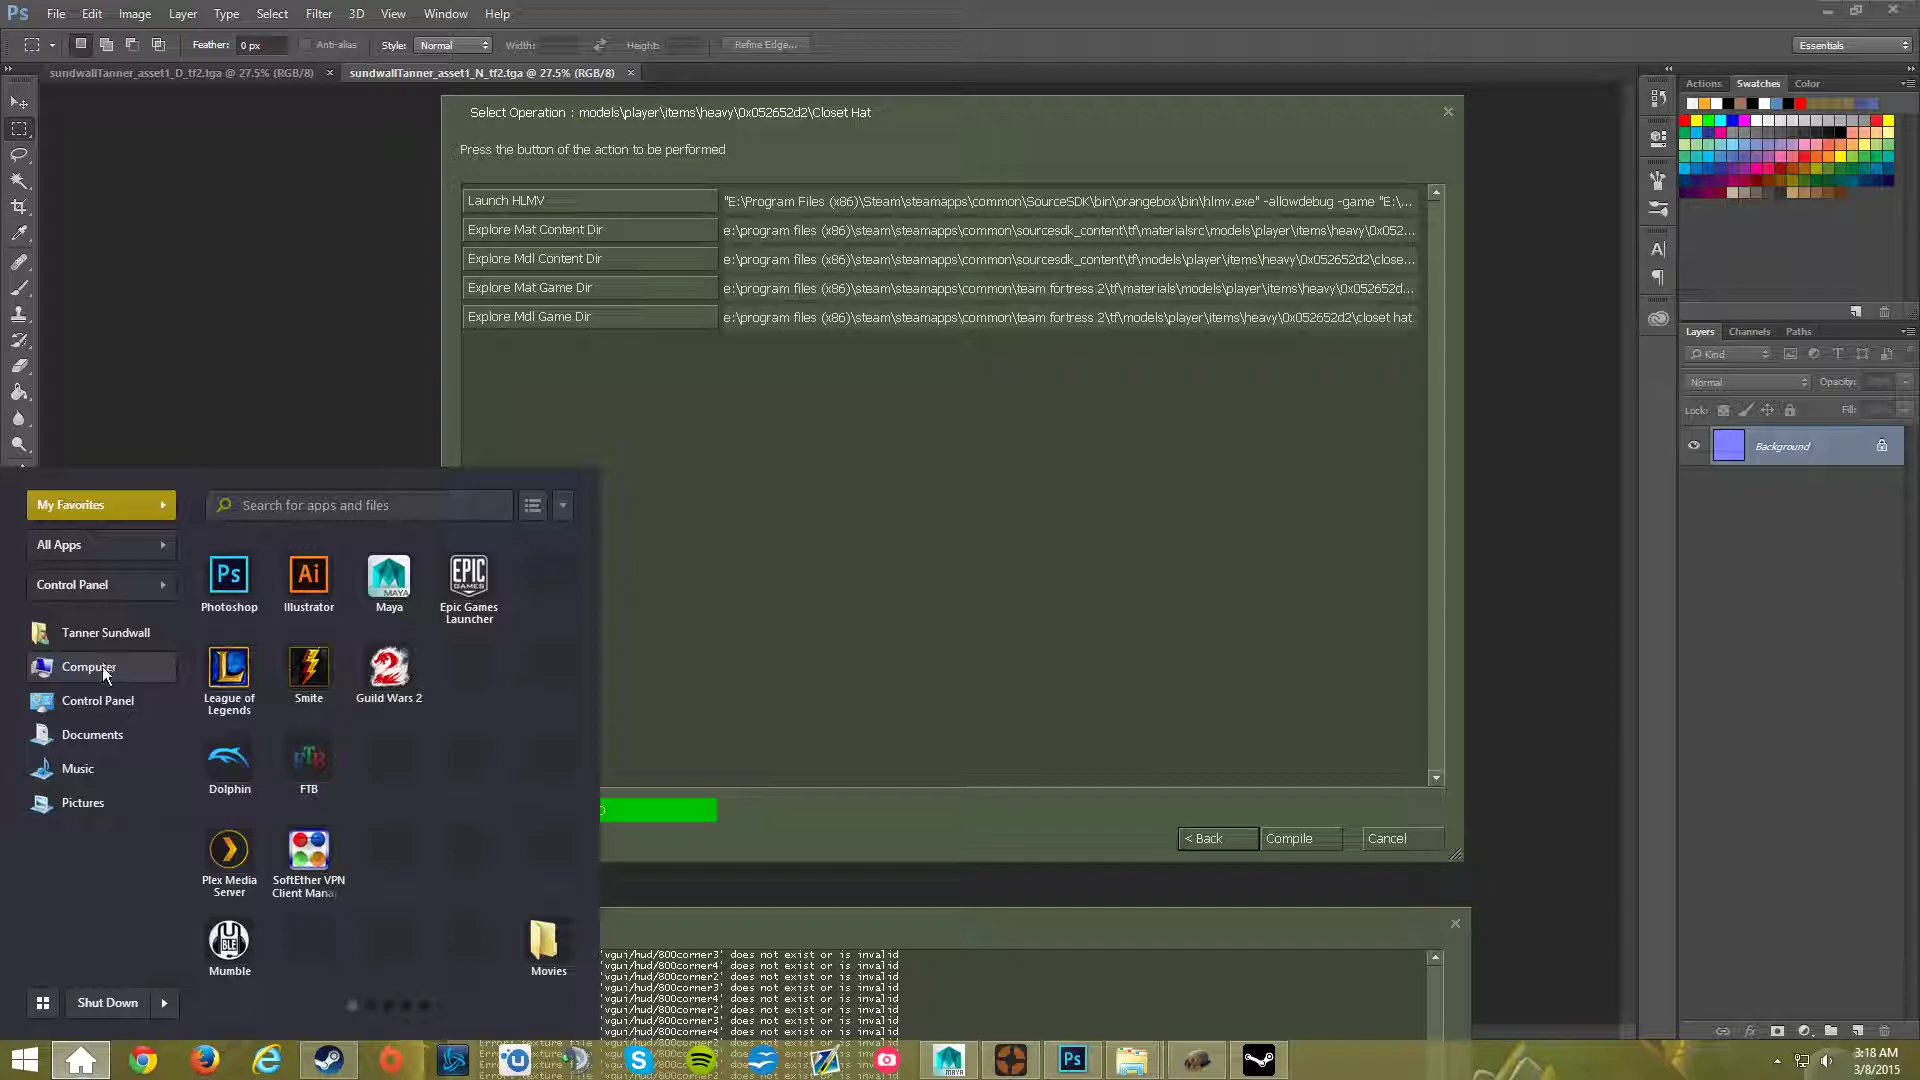 Ps File Edit Image Layer Type Select Filter 3D View Window Help
Feather: 0 px Anti-alias Style: Normal Width: Height: Refine Edge... Essentials
sundwallTanner_asset1_D_tf2.tga @ 27.5% (RGB/8) × sundwallTanner_asset1_N_tf2.tga @ 27.5% (RGB/8) ×
Actions Swatches Color
Select Operation : models\player\items\heavy\0x052652d2\Closet Hat
Press the button of the action to be performed
Launch HLMV "E:\Program Files (x86)\Steam\steamapps\common\SourceSDK\bin\orangebox\bin\hlmv.exe" -allowdebug -game "E:\...
Explore Mat Content Dir e:\program files (x86)\steam\steamapps\common\sourcesdk_content\tf\materialsrc\models\player\items\heavy\0x052...
Explore Mdl Content Dir e:\program files (x86)\steam\steamapps\common\sourcesdk_content\tf\models\player\items\heavy\0x052652d2\close...
Explore Mat Game Dir e:\program files (x86)\steam\steamapps\common\team fortress 2\tf\materials\models\player\items\heavy\0x052652d...
Explore Mdl Game Dir e:\program files (x86)\steam\steamapps\common\team fortress 2\tf\models\player\items\heavy\0x052652d2\closet hat
Layers Channels Paths
Kind
Normal Opacity:
Lock: Fill:
Background
My Favorites
Search for apps and files
All Apps
Control Panel
Tanner Sundwall
Computer
Control Panel
Documents
Music
Pictures
Shut Down
Ps Ai MAYA EPIC GAMES
Photoshop Illustrator Maya Epic Games
Launcher
League of Smite Guild Wars 2
Legends
FTB
Dolphin FTB
Plex Media SoftEther VPN
Server Client Mana
Mumble Movies
< Back Compile Cancel
'vgui/hud/800corner3' does not exist or is invalid
'vgui/hud/800corner4' does not exist or is invalid
'vgui/hud/800corner2' does not exist or is invalid
'vgui/hud/800corner3' does not exist or is invalid
'vgui/hud/800corner4' does not exist or is invalid
'vgui/hud/800corner2' does not exist or is invalid
'vgui/hud/800corner3' does not exist or is invalid
'vgui/hud/800corner4' does not exist or is invalid
MAYA Ps
3:18 AM
3/8/2015